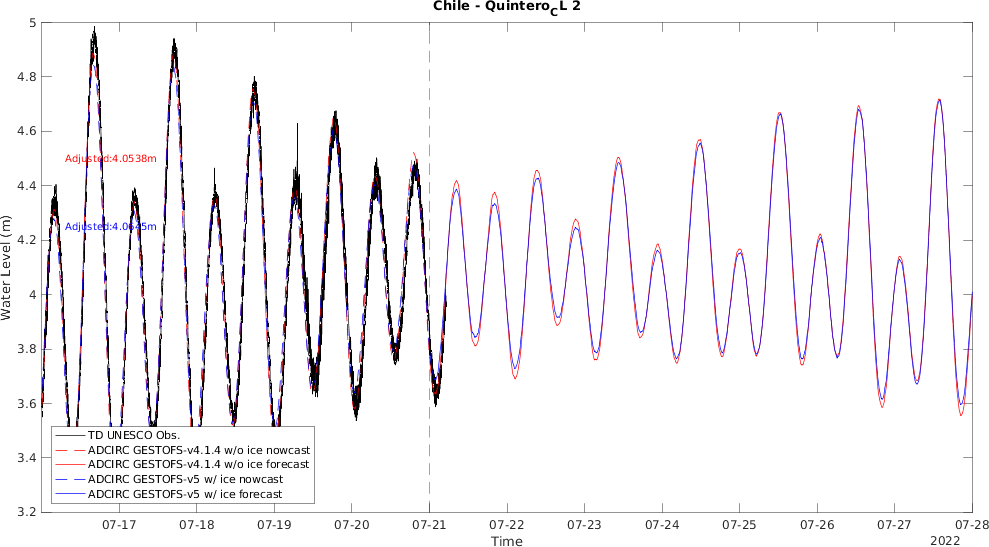 Chile - Quintero_CL 2
5
4.8
4.6
4.4
4.2
4
3.8
3.6
3.4
3.2
Water Level (m)
Adjusted:4.0538m
Adjusted:4.0645m
TD UNESCO Obs.
ADCIRC GESTOFS-v4.1.4 w/o ice nowcast
ADCIRC GESTOFS-v4.1.4 w/o ice forecast
ADCIRC GESTOFS-v5 w/ ice nowcast
ADCIRC GESTOFS-v5 w/ ice forecast
07-17 07-18 07-19 07-20 07-21 07-22 07-23 07-24 07-25 07-26 07-27 07-28
Time
2022